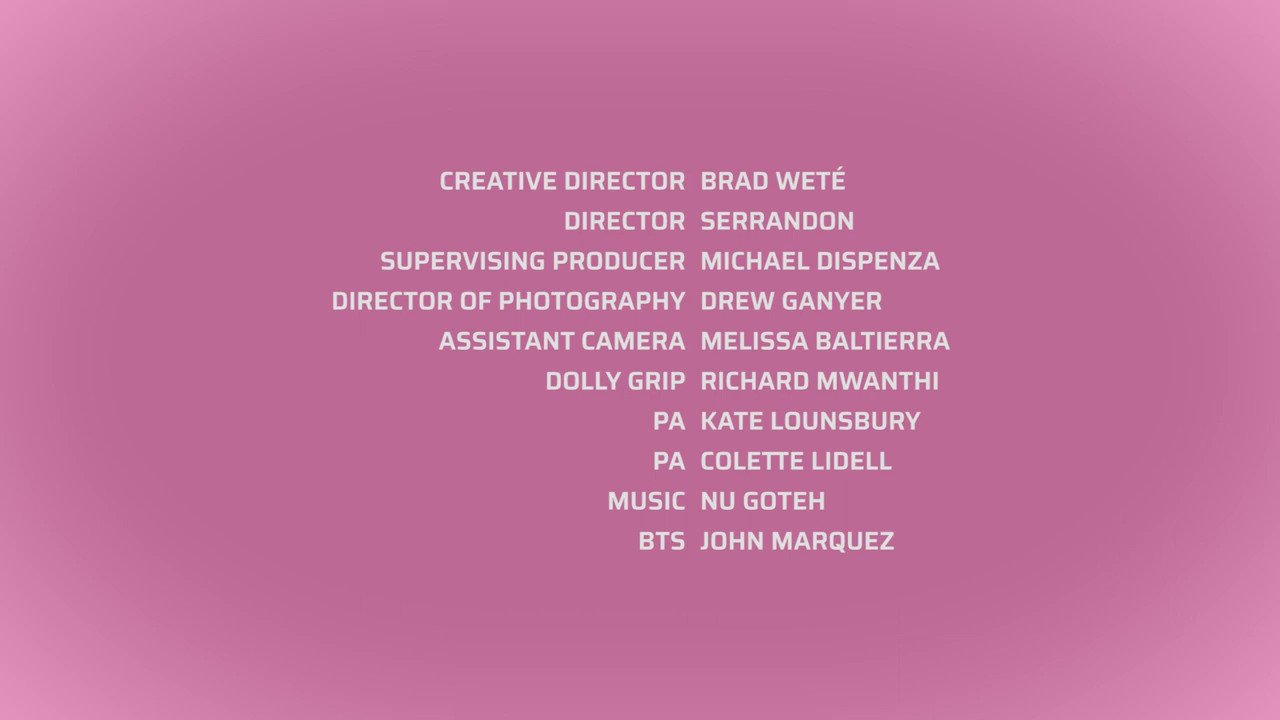 CREATIVE DIRECTOR BRAD WETÉ
DIRECTOR SERRANDON
SUPERVISING PRODUCER MICHAEL DISPENZA
DIRECTOR OF PHOTOGRAPHY DREW GANYER
ASSISTANT CAMERA MELISSA BALTIERRA
DOLLY GRIP RICHARD MWANTHI
PA KATE LOUNSBURY
PA COLETTE LIDELL
MUSIC NU GOTEH
BTS JOHN MARQUEZ